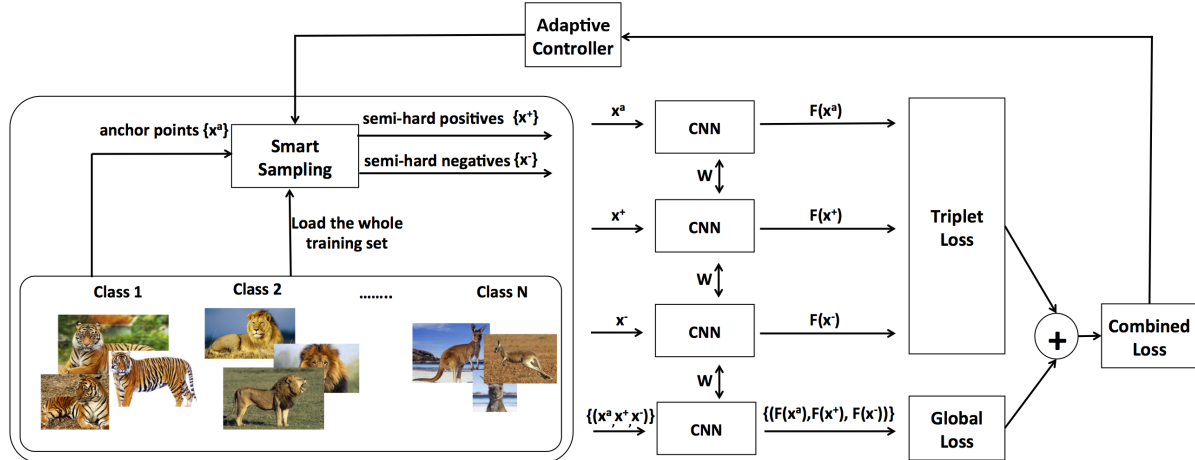 Adaptive
Controller
anchor points {xᵃ}
semi-hard positives {x⁺}
Smart
Sampling
semi-hard negatives {x⁻}
Load the whole
training set
Class 1
Class 2
........
Class N
xᵃ
CNN
F(xᵃ)
W
x⁺
CNN
F(x⁺)
W
x⁻
CNN
F(x⁻)
W
{(xᵃ,x⁺,x⁻)}
CNN
{(F(xᵃ),F(x⁺), F(x⁻))}
Triplet
Loss
Global
Loss
+
Combined
Loss